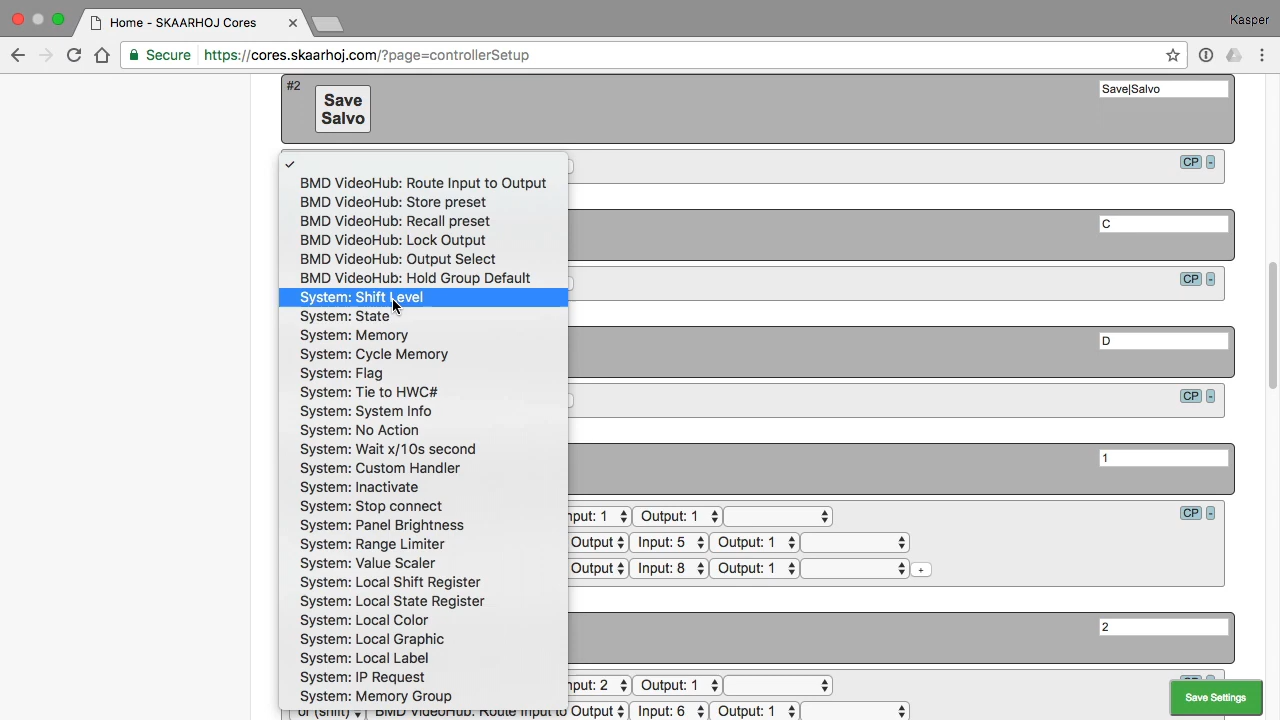 Home - SKAARHOJ Cores
Kasper
Secure https://cores.skaarhoj.com/?page=controllerSetup
#2
Save
Salvo
Save|Salvo
CP -
BMD VideoHub: Route Input to Output
BMD VideoHub: Store preset
BMD VideoHub: Recall preset
BMD VideoHub: Lock Output
BMD VideoHub: Output Select
BMD VideoHub: Hold Group Default
System: Shift Level
System: State
System: Memory
System: Cycle Memory
System: Flag
System: Tie to HWC#
System: System Info
System: No Action
System: Wait x/10s second
System: Custom Handler
System: Inactivate
System: Stop connect
System: Panel Brightness
System: Range Limiter
System: Value Scaler
System: Local Shift Register
System: Local State Register
System: Local Color
System: Local Graphic
System: Local Label
System: IP Request
System: Memory Group
C
CP -
D
CP -
1
nput: 1 Output: 1
CP -
Output Input: 5 Output: 1
Output Input: 8 Output: 1 +
2
nput: 2 Output: 1
or (shift) BMD VideoHub: Route Input to Output Input: 6 Output: 1
Save Settings